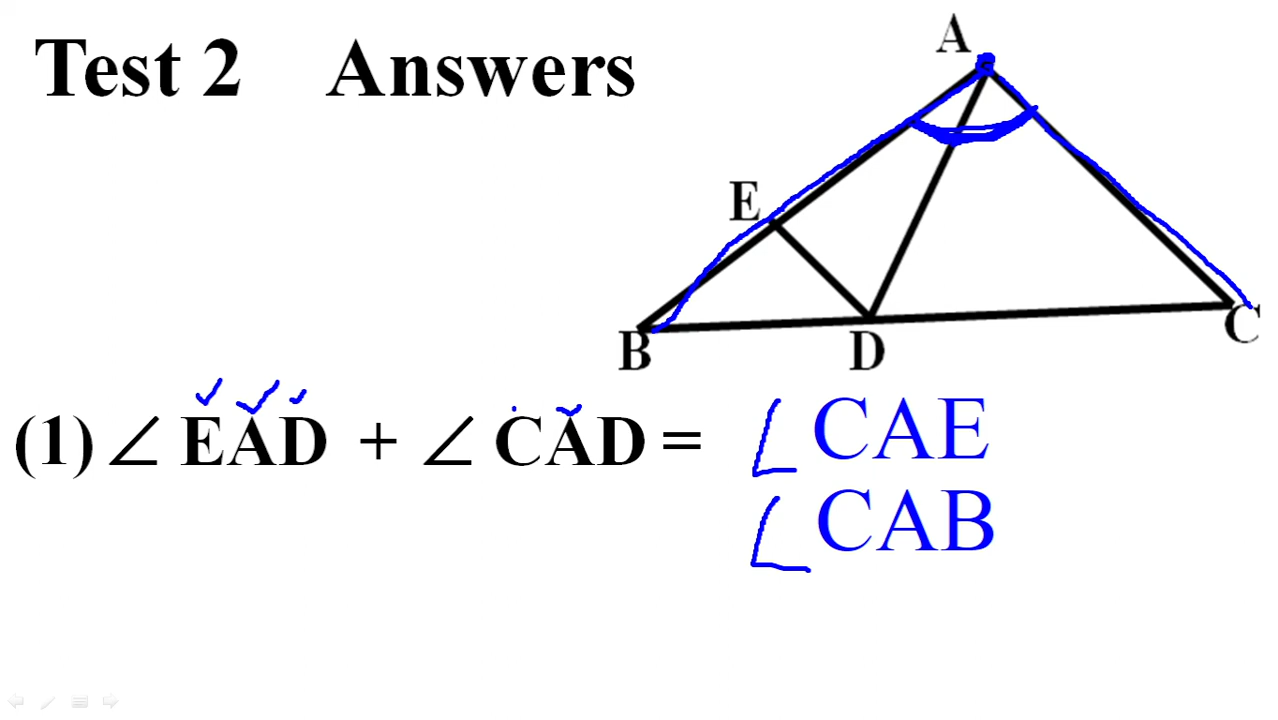 Test 2 Answers
A
E
B
D
C
(1) ∠ EAD + ∠ CAD = ∠CAE
∠CAB